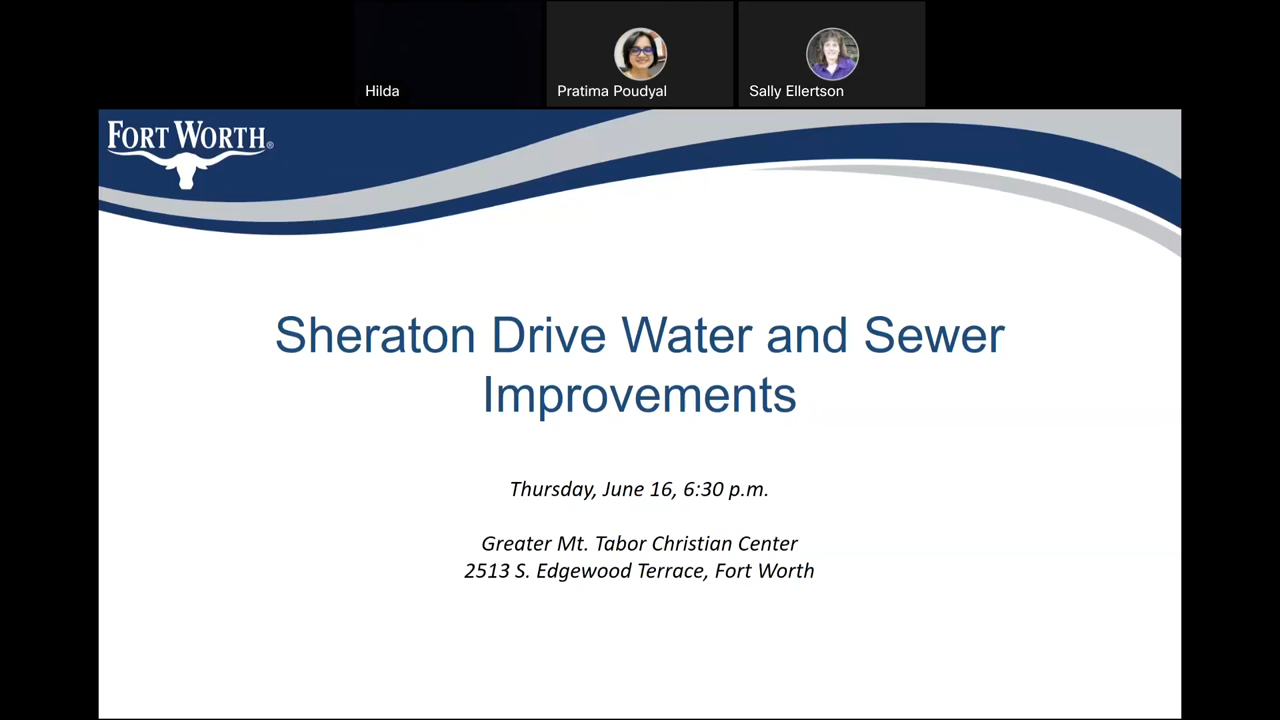 Hilda
Pratima Poudyal
Sally Ellertson
FORT WORTH®
Sheraton Drive Water and Sewer
Improvements
Thursday, June 16, 6:30 p.m.
Greater Mt. Tabor Christian Center
2513 S. Edgewood Terrace, Fort Worth